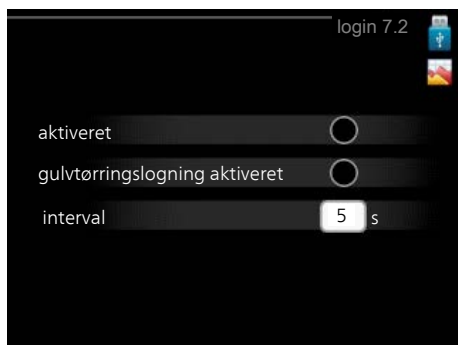 login 7.2
aktiveret
gulvtørringslogning aktiveret
interval 5 s